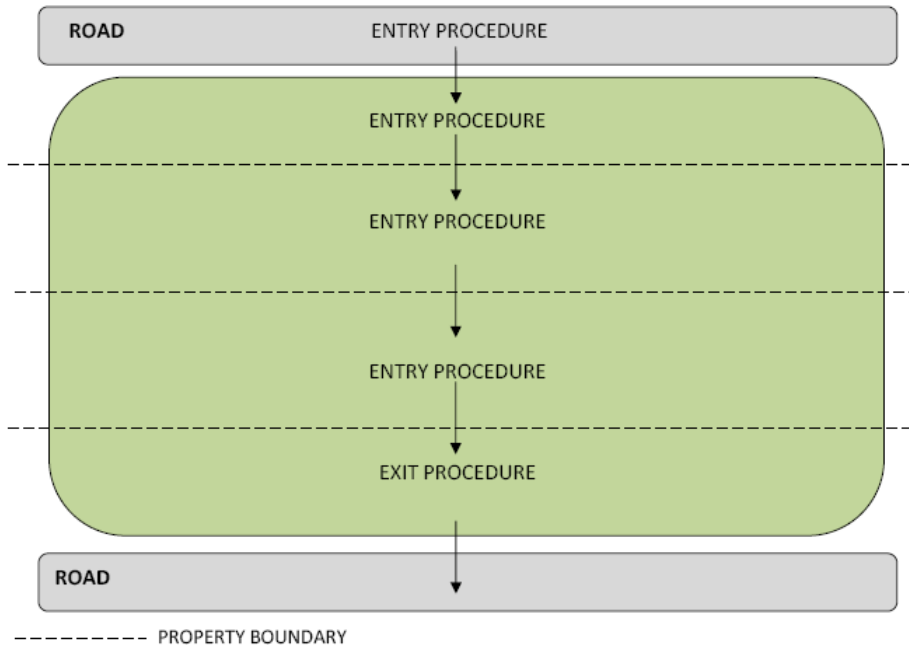 ROAD ENTRY PROCEDURE
ENTRY PROCEDURE
ENTRY PROCEDURE
ENTRY PROCEDURE
EXIT PROCEDURE
ROAD
PROPERTY BOUNDARY